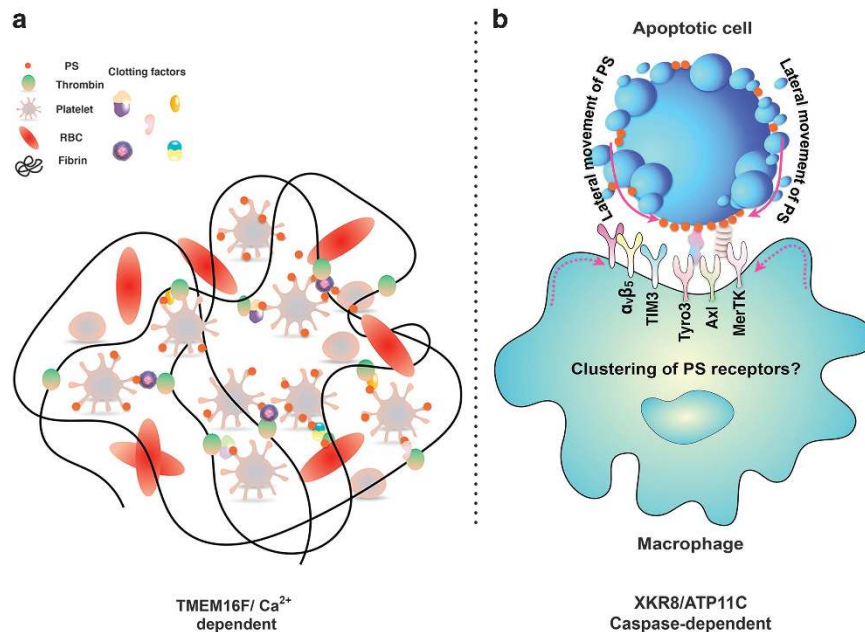 a
PS
Thrombin
Platelet
RBC
Fibrin
Clotting factors
TMEM16F/ Ca²⁺
dependent
b
Apoptotic cell
Lateral movement of PS
Lateral movement of PS
αvβ5
TIM3
Tyro3
Axl
MerTK
Clustering of PS receptors?
Macrophage
XKR8/ATP11C
Caspase-dependent